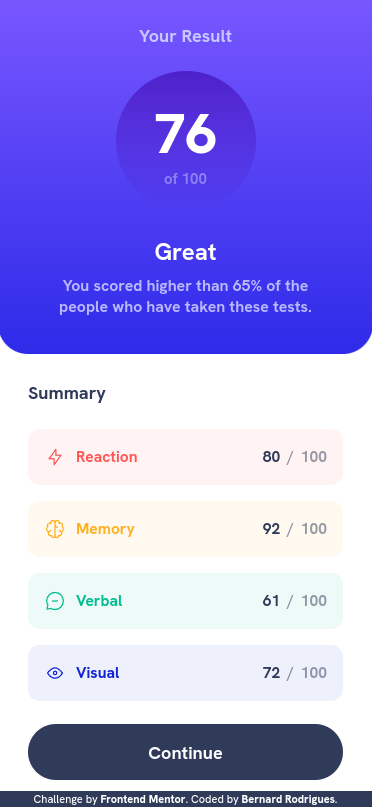 Your Result
76
of 100
Great
You scored higher than 65% of the
people who have taken these tests.
Summary
Reaction 80 / 100
Memory 92 / 100
Verbal 61 / 100
Visual 72 / 100
Continue
Challenge by Frontend Mentor. Coded by Bernard Rodrigues.